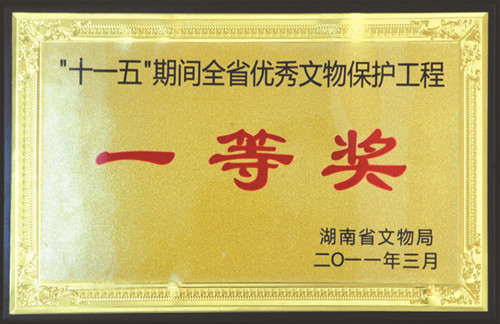 "十一五"期间全省优秀文物保护工程
一等奖
湖南省文物局
二O一一年三月